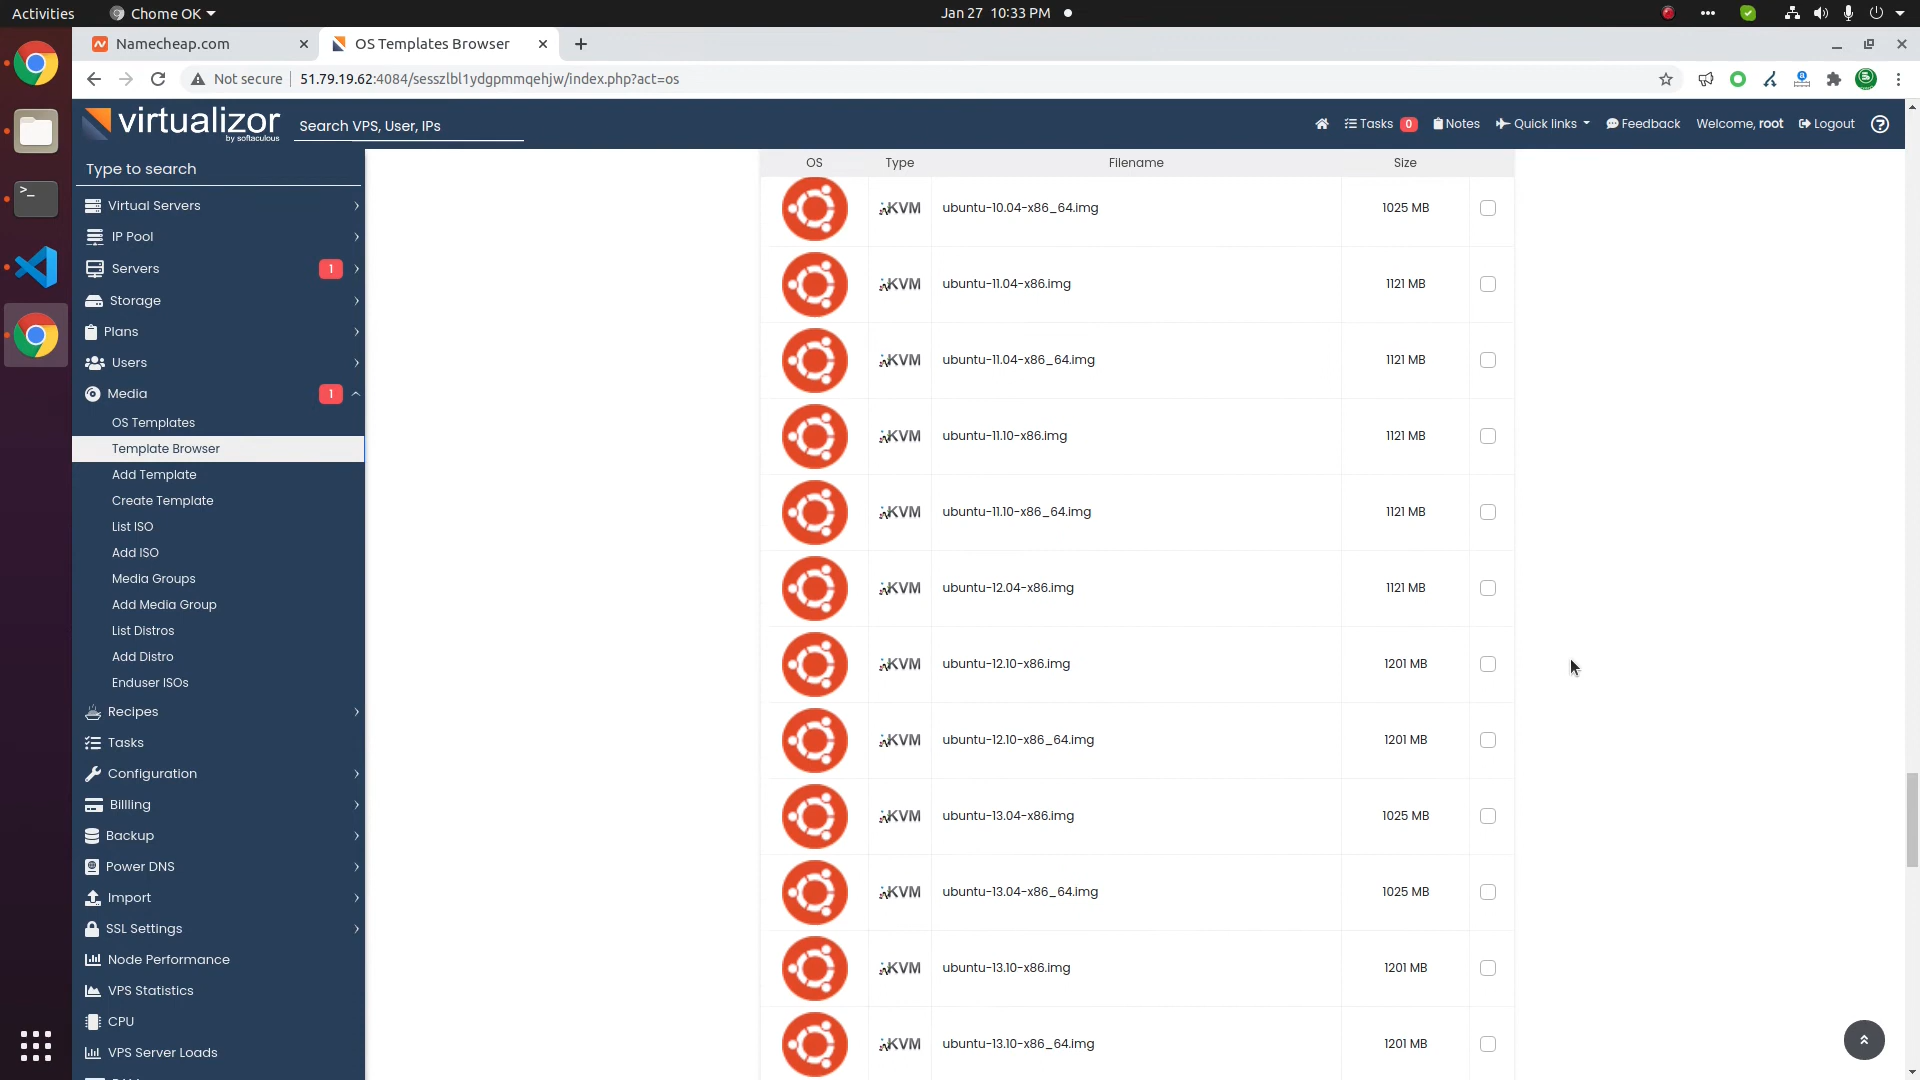 Activities
Chome OK
Jan 27 10:33 PM
Namecheap.com
OS Templates Browser
Not secure
51.79.19.62:4084/sesszlbl1ydgpmmqehjw/index.php?act=os
virtualizor
by softaculous
Search VPS, User, IPs
Tasks 0
Notes
Quick links
Feedback
Welcome, root
Logout
Type to search
Virtual Servers
IP Pool
Servers 1
Storage
Plans
Users
Media 1
OS Templates
Template Browser
Add Template
Create Template
List ISO
Add ISO
Media Groups
Add Media Group
List Distros
Add Distro
Enduser ISOs
Recipes
Tasks
Configuration
Billling
Backup
Power DNS
Import
SSL Settings
Node Performance
VPS Statistics
CPU
VPS Server Loads
OS Type Filename Size
KVM ubuntu-10.04-x86_64.img 1025 MB
KVM ubuntu-11.04-x86.img 1121 MB
KVM ubuntu-11.04-x86_64.img 1121 MB
KVM ubuntu-11.10-x86.img 1121 MB
KVM ubuntu-11.10-x86_64.img 1121 MB
KVM ubuntu-12.04-x86.img 1121 MB
KVM ubuntu-12.10-x86.img 1201 MB
KVM ubuntu-12.10-x86_64.img 1201 MB
KVM ubuntu-13.04-x86.img 1025 MB
KVM ubuntu-13.04-x86_64.img 1025 MB
KVM ubuntu-13.10-x86.img 1201 MB
KVM ubuntu-13.10-x86_64.img 1201 MB